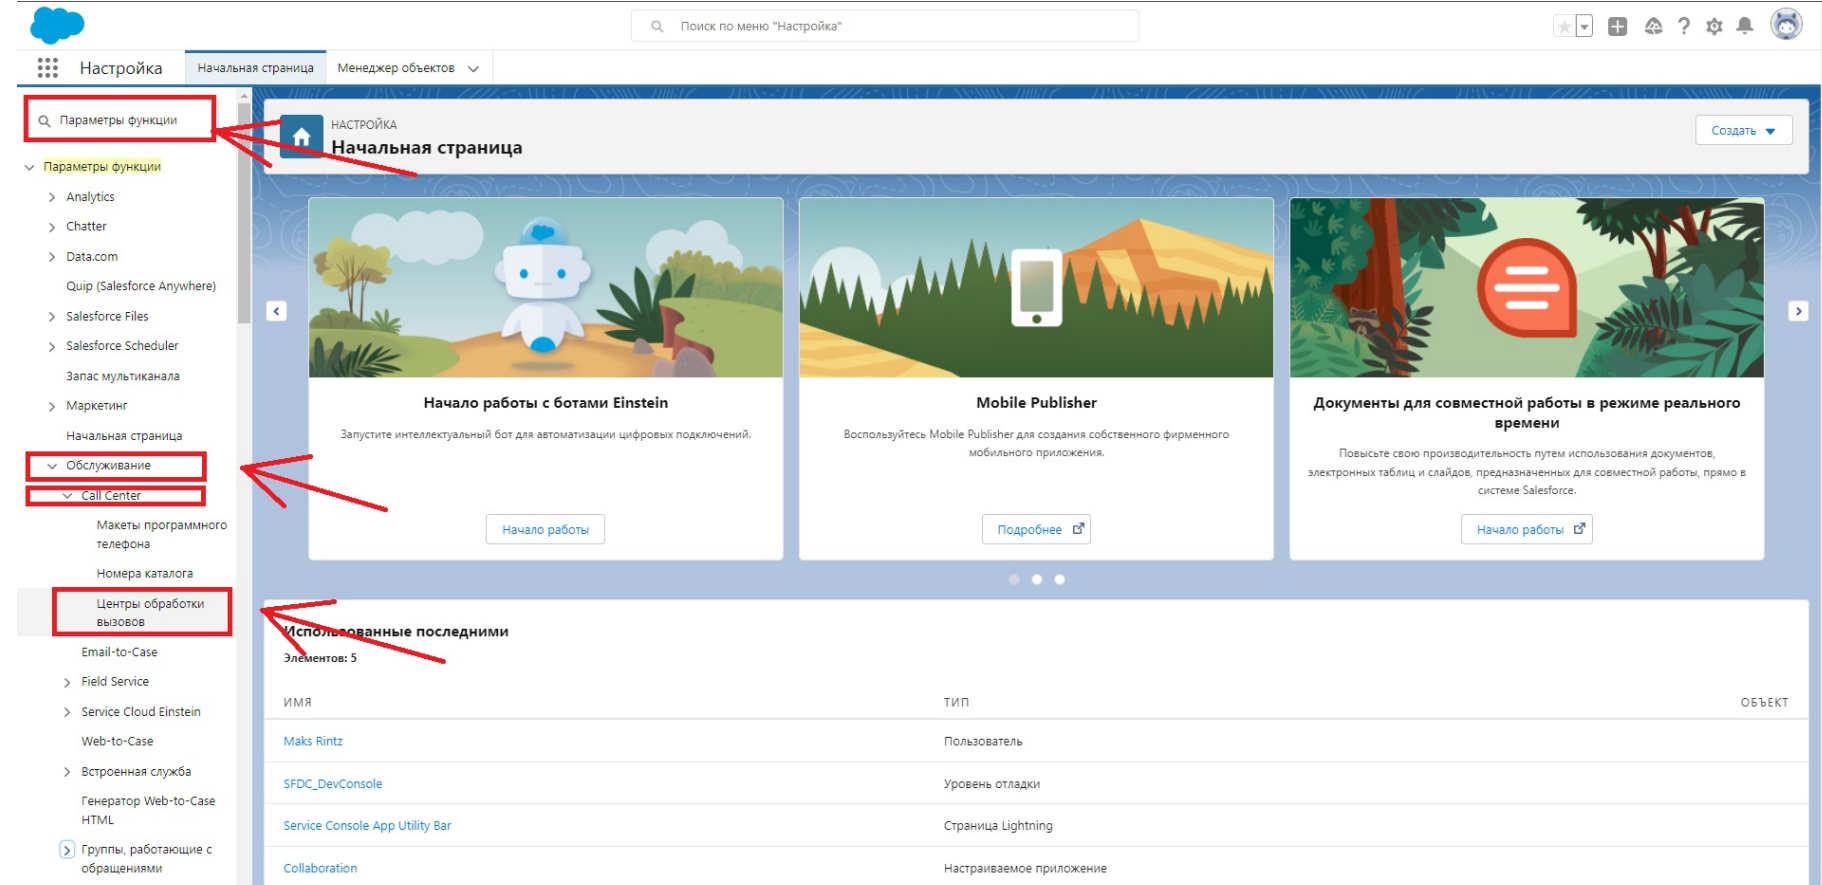 Поиск по меню "Настройка"
Настройка
Начальная страница
Менеджер объектов
Параметры функции
Параметры функции
Analytics
Chatter
Data.com
Quip (Salesforce Anywhere)
Salesforce Files
Salesforce Scheduler
Запас мультиканала
Маркетинг
Начальная страница
Обслуживание
Call Center
Макеты программного
телефона
Номера каталога
Центры обработки
вызовов
Email-to-Case
Field Service
Service Cloud Einstein
Web-to-Case
Встроенная служба
Генератор Web-to-Case
HTML
Группы, работающие с
обращениями
НАСТРОЙКА
Начальная страница
Создать
Начало работы с ботами Einstein
Запустите интеллектуальный бот для автоматизации цифровых подключений.
Начало работы
Mobile Publisher
Воспользуйтесь Mobile Publisher для создания собственного фирменного
мобильного приложения.
Подробнее
Документы для совместной работы в режиме реального
времени
Повысьте свою производительность путем использования документов,
электронных таблиц и слайдов, предназначенных для совместной работы, прямо в
системе Salesforce.
Начало работы
Использованные последними
Элементов: 5
ИМЯ ТИП ОБЪЕКТ
Maks Rintz Пользователь
SFDC_DevConsole Уровень отладки
Service Console App Utility Bar Страница Lightning
Collaboration Настраиваемое приложение